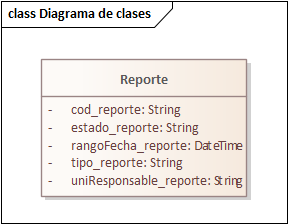 class Diagrama de clases
Reporte
- cod_reporte: String
- estado_reporte: String
- rangoFecha_reporte: DateTime
- tipo_reporte: String
- uniResponsable_reporte: String